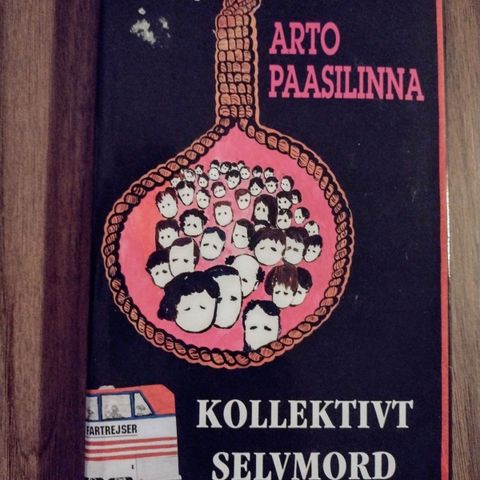 ARTO
PAASILINNA
FARTREJSER
KOLLEKTIVT
SELVMORD